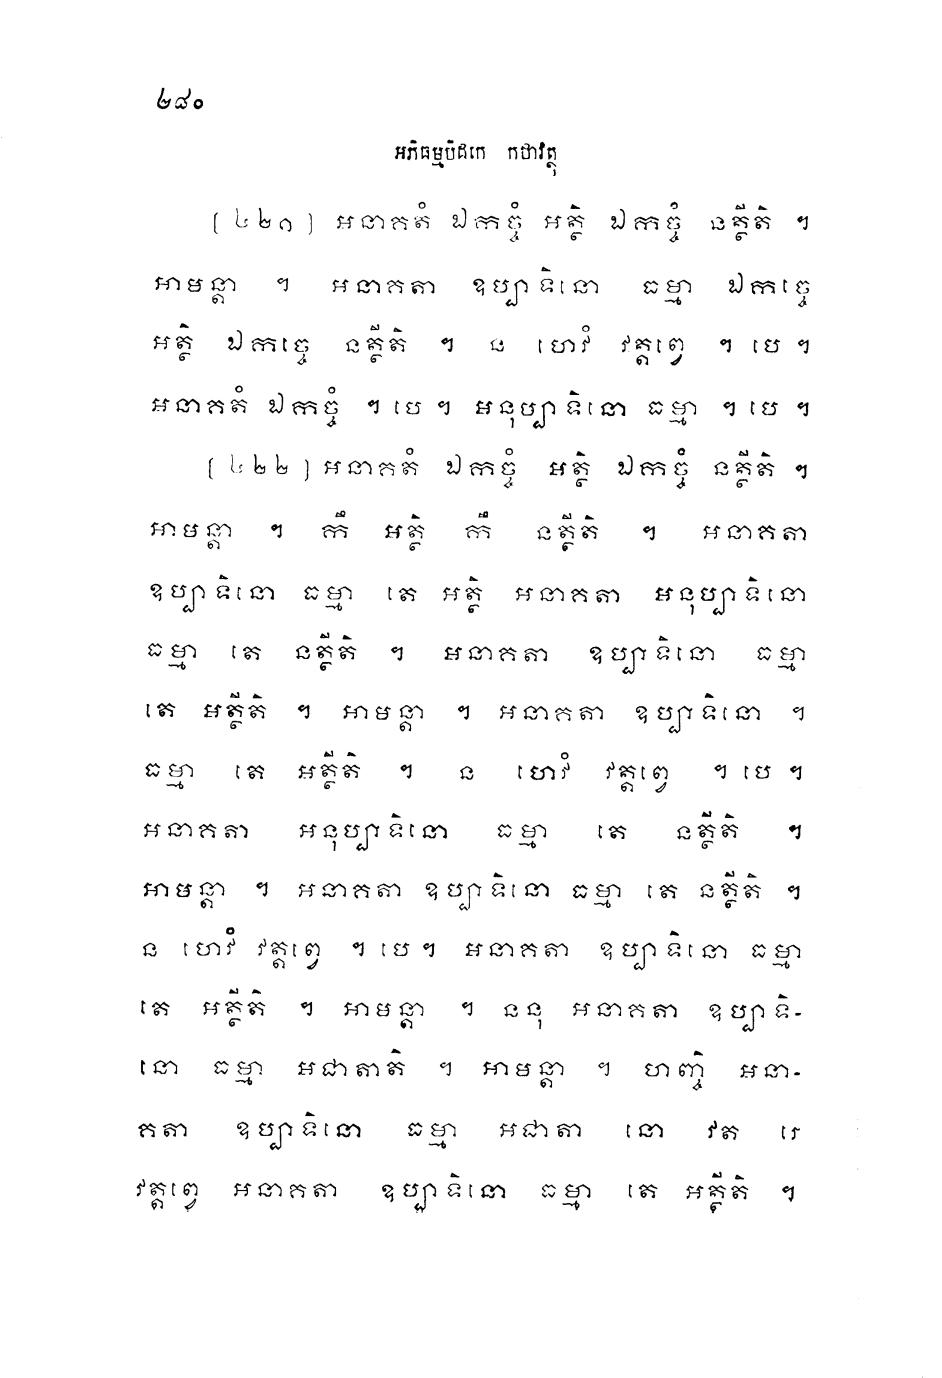 ២៨០
អភិធម្មបិដកេ កថាវត្ថុ
[៤២១] អនាគតំ ឯកច្ចំ អត្ថិ ឯកច្ចំ នត្ថីតិ ។
អាមន្តា ។ អនាគតា ឧប្បាទិនោ ធម្មា ឯកច្ចេ
អត្ថិ ឯកច្ចេ នត្ថីតិ ។ ន ហេវំ វត្តព្វេ ។ បេ ។
អនាគតំ ឯកច្ចំ ។ បេ ។ អនុប្បាទិនោ ធម្មា ។ បេ ។
[៤២២] អនាគតំ ឯកច្ចំ អត្ថិ ឯកច្ចំ នត្ថីតិ ។
អាមន្តា ។ កឹ អត្ថិ កឹ នត្ថីតិ ។ អនាគតា
ឧប្បាទិនោ ធម្មា តេ អត្ថិ អនាគតា អនុប្បាទិនោ
ធម្មា តេ នត្ថីតិ ។ អនាគតា ឧប្បាទិនោ ធម្មា
តេ អត្ថីតិ ។ អាមន្តា ។ អនាគតា ឧប្បាទិនោ ។
ធម្មា តេ អត្ថីតិ ។ ន ហេវំ វត្តព្វេ ។ បេ ។
អនាគតា អនុប្បាទិនោ ធម្មា តេ នត្ថីតិ ។
អាមន្តា ។ អនាគតា ឧប្បាទិនោ ធម្មា តេ នត្ថីតិ ។
ន ហេវំ វត្តព្វេ ។ បេ ។ អនាគតា ឧប្បាទិនោ ធម្មា
តេ អត្ថីតិ ។ អាមន្តា ។ ននុ អនាគតា ឧប្បាទិ-
នោ ធម្មា អជាតាតិ ។ អាមន្តា ។ ហញ្ចិ អនា-
គតា ឧប្បាទិនោ ធម្មា អជាតា នោ វត រេ
វត្តព្វេ អនាគតា ឧប្បាទិនោ ធម្មា តេ អត្ថីតិ ។